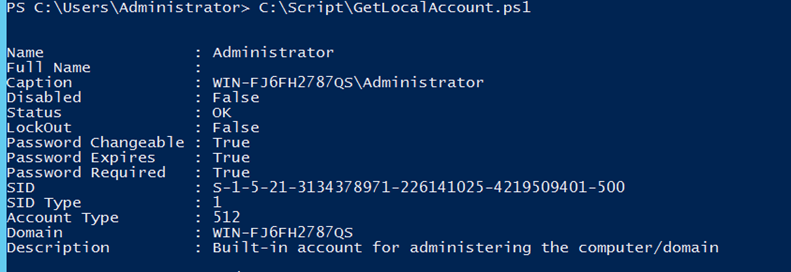 PS C:\Users\Administrator> C:\Script\GetLocalAccount.ps1
Name : Administrator
Full Name :
Caption : WIN-FJ6FH2787QS\Administrator
Disabled : False
Status : OK
LockOut : False
Password Changeable : True
Password Expires : True
Password Required : True
SID : S-1-5-21-3134378971-226141025-4219509401-500
SID Type : 1
Account Type : 512
Domain : WIN-FJ6FH2787QS
Description : Built-in account for administering the computer/domain